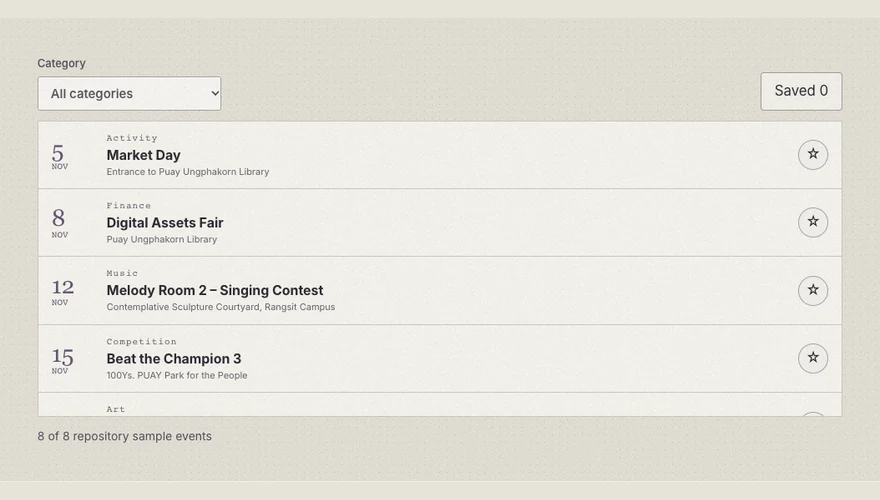 Category
All categories
Saved 0
5
NOV
Activity
Market Day
Entrance to Puay Ungphakorn Library
8
NOV
Finance
Digital Assets Fair
Puay Ungphakorn Library
12
NOV
Music
Melody Room 2 – Singing Contest
Contemplative Sculpture Courtyard, Rangsit Campus
15
NOV
Competition
Beat the Champion 3
100Ys. PUAY Park for the People
Art
8 of 8 repository sample events